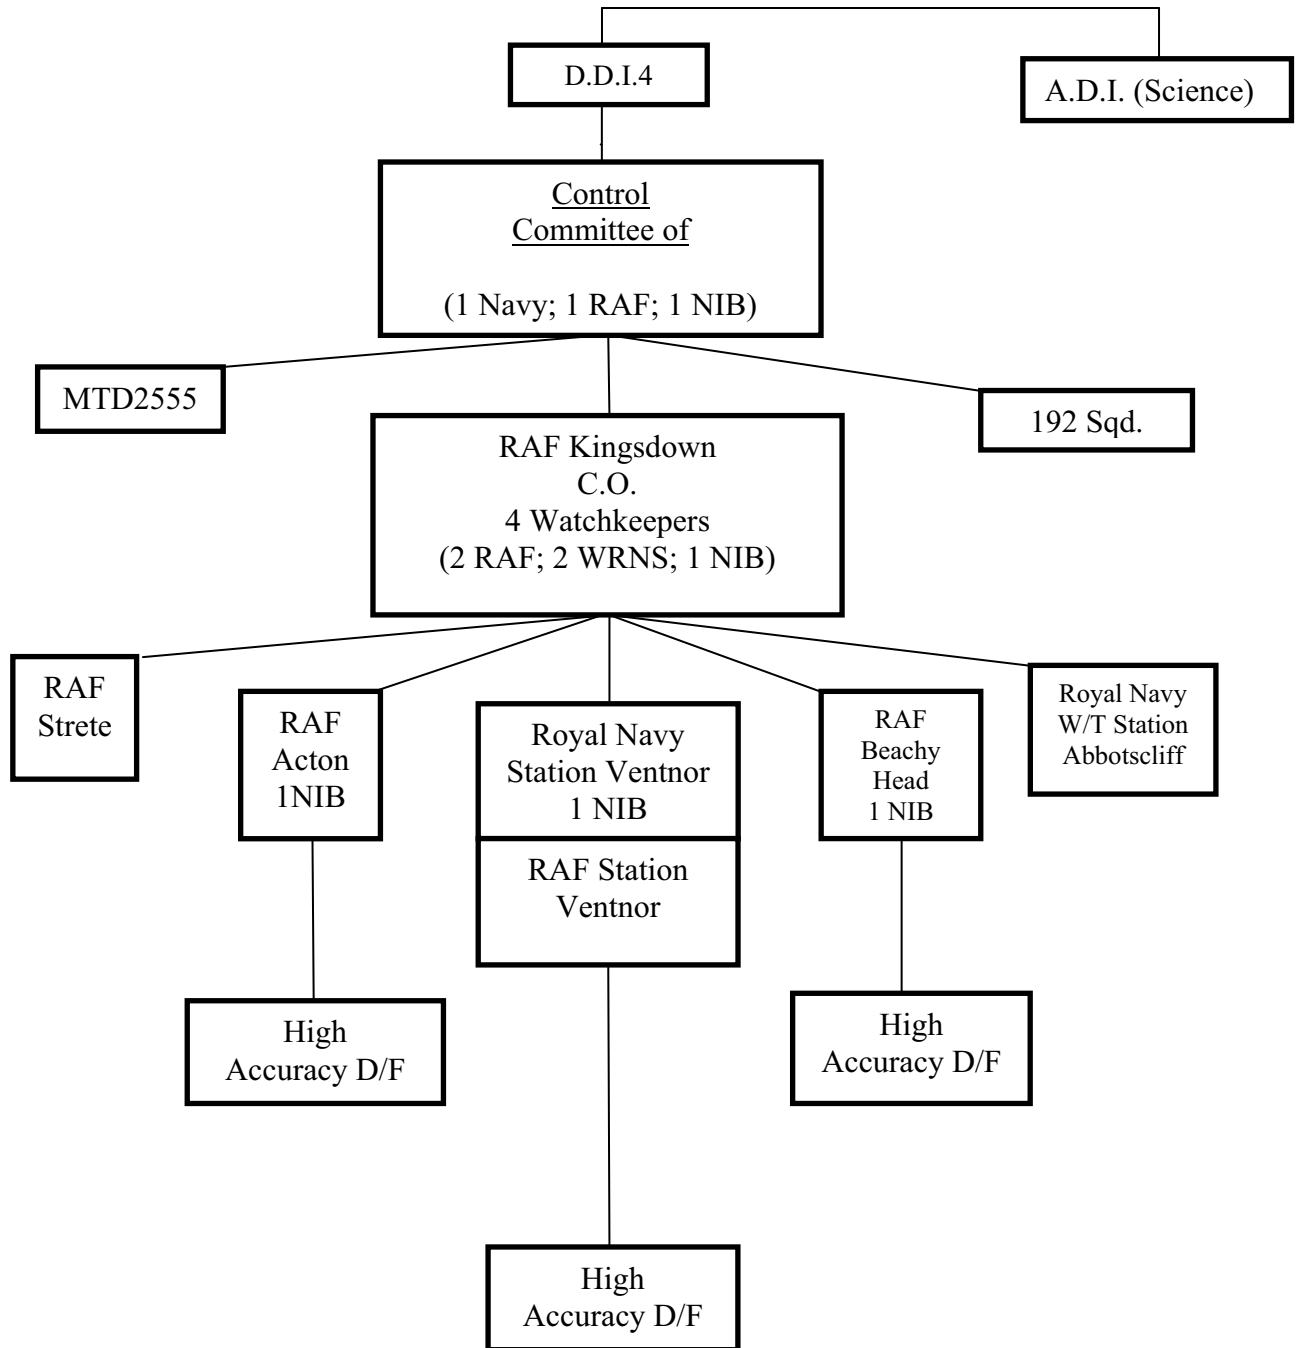 D.D.I.4
A.D.I. (Science)
Control
Committee of
(1 Navy; 1 RAF; 1 NIB)
MTD2555
192 Sqd.
RAF Kingsdown
C.O.
4 Watchkeepers
(2 RAF; 2 WRNS; 1 NIB)
RAF
Strete
RAF
Acton
1NIB
Royal Navy
Station Ventnor
1 NIB
RAF Station
Ventnor
RAF
Beachy
Head
1 NIB
Royal Navy
W/T Station
Abbotscliff
High
Accuracy D/F
High
Accuracy D/F
High
Accuracy D/F